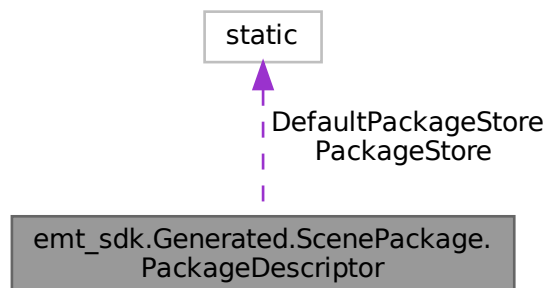 static
DefaultPackageStore
PackageStore
emt_sdk.Generated.ScenePackage.
PackageDescriptor